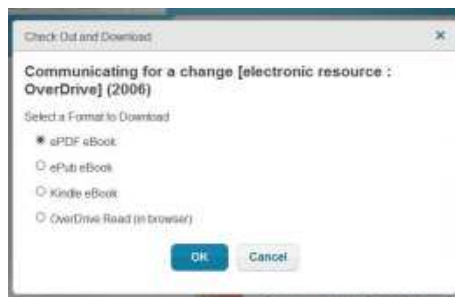 Check Out and Download
Communicating for a change [electronic resource :
OverDrive] (2006)
Select a Format to Download
ePDF eBook
ePub eBook
Kindle eBook
OverDrive Read (in browser)
OK Cancel